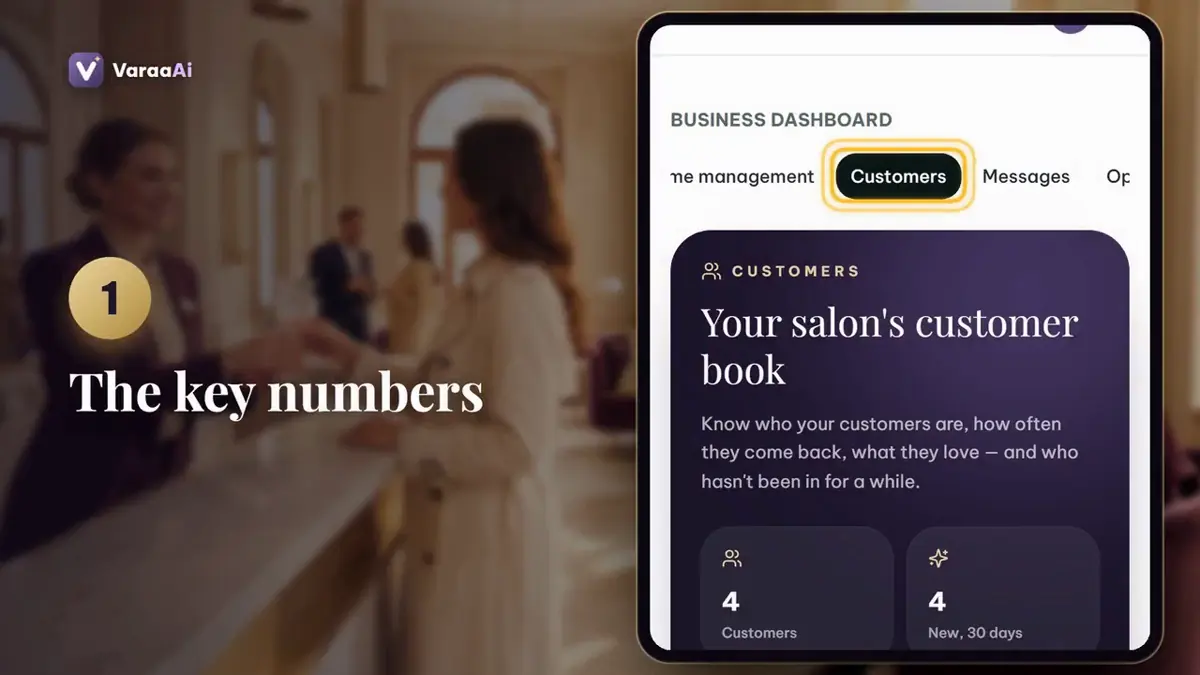 VaraaAi
1
The key numbers
BUSINESS DASHBOARD
me management
Customers
Messages
Op
CUSTOMERS
Your salon's customer
book
Know who your customers are, how often
they come back, what they love — and who
hasn't been in for a while.
4
Customers
4
New, 30 days